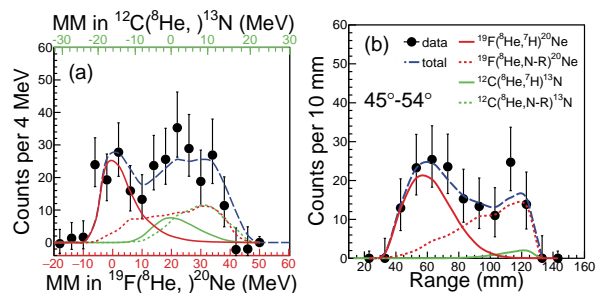 MM in ¹²C(⁸He, )¹³N (MeV)
−30 −20 −10 0 10 20 30
(a)
Counts per 4 MeV
60
50
40
30
20
10
0
−20 −10 0 10 20 30 40 50 60
MM in ¹⁹F(⁸He, )²⁰Ne (MeV)
(b)
data
total
¹⁹F(⁸He,⁷H)²⁰Ne
¹⁹F(⁸He,N-R)²⁰Ne
¹²C(⁸He,⁷H)¹³N
¹²C(⁸He,N-R)¹³N
45°-54°
Counts per 10 mm
60
50
40
30
20
10
0
20 40 60 80 100 120 140
Range (mm)